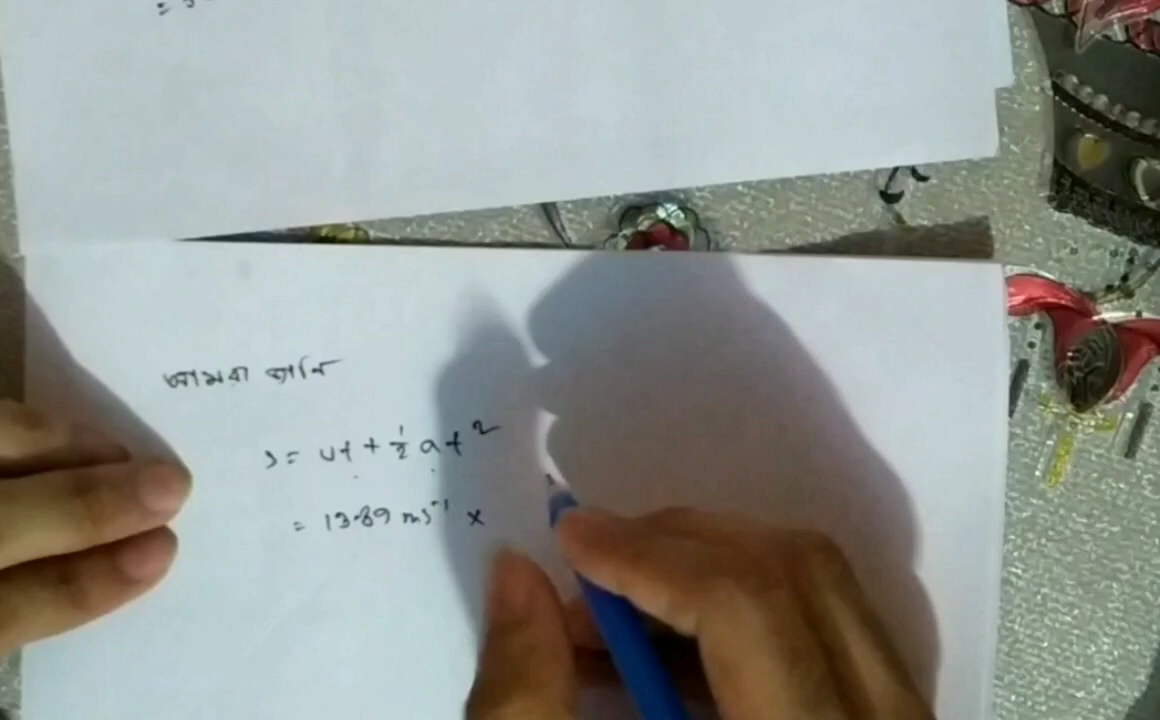 আমরা জানি
s = ut + ½ at²
= 13.89 ms⁻¹ ×